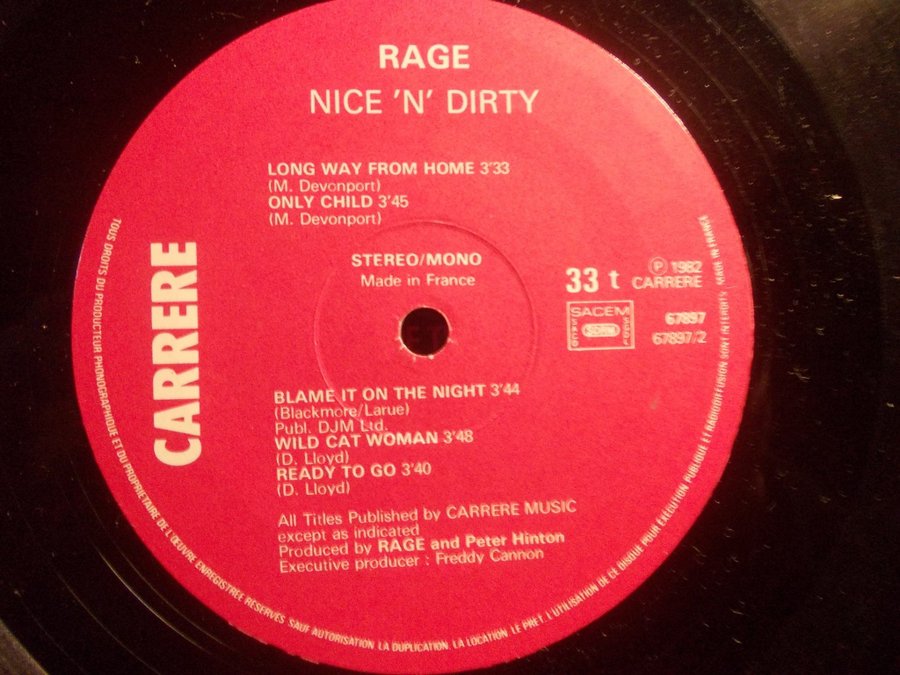 RAGE
NICE 'N' DIRTY
LONG WAY FROM HOME 3'33
(M. Devonport)
ONLY CHILD 3'45
(M. Devonport)
STEREO/MONO
Made in France
33 t
Ⓟ 1982
CARRERE
SACEM
SDRM
67897
67897/2
CARRERE
BLAME IT ON THE NIGHT 3'44
(Blackmore/Larue)
Publ. DJM Ltd.
WILD CAT WOMAN 3'48
(D. Lloyd)
READY TO GO 3'40
(D. Lloyd)
All Titles Published by CARRERE MUSIC
except as indicated
Produced by RAGE and Peter Hinton
Executive producer : Freddy Cannon
TOUS DROITS DU PRODUCTEUR PHONOGRAPHIQUE ET DU PROPRIETAIRE DE L'ŒUVRE ENREGISTREE RESERVES. SAUF AUTORISATION LA DUPLICATION, LA LOCATION, LE PRET, L'UTILISATION DE CE DISQUE POUR EXECUTION PUBLIQUE ET RADIODIFFUSION SONT INTERDITS. MADE IN FRANCE